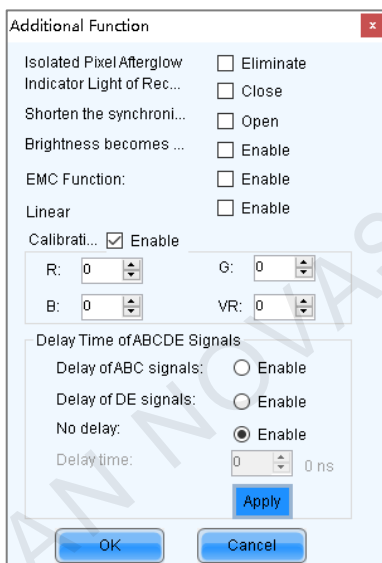 Additional Function x
Isolated Pixel Afterglow Eliminate
Indicator Light of Rec... Close
Shorten the synchroni... Open
Brightness becomes ... Enable
EMC Function: Enable
Linear Enable
Calibrati... Enable
R: 0 G: 0
B: 0 VR: 0
Delay Time of ABCDE Signals
Delay of ABC signals: Enable
Delay of DE signals: Enable
No delay: Enable
Delay time: 0 0 ns
Apply
OK Cancel
AN NOVAS